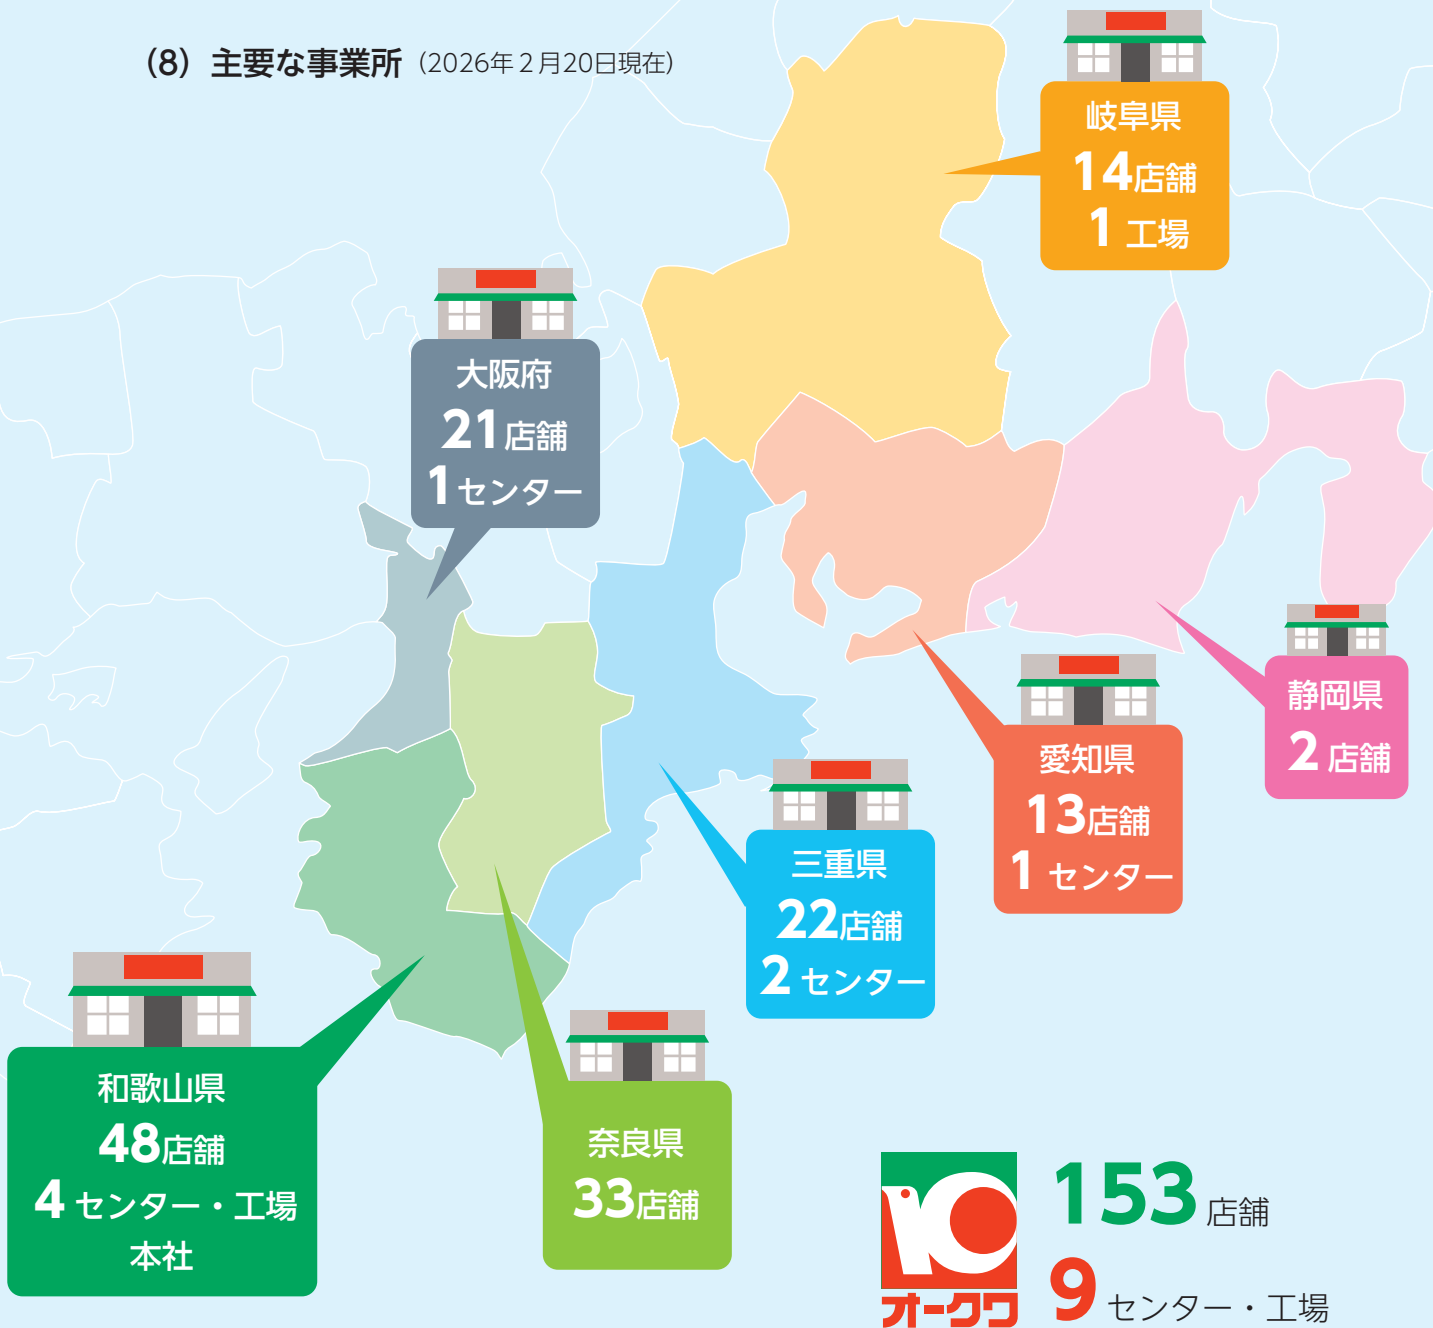 (8) 主要な事業所 (2026年2月20日現在)
岐阜県
14店舗
1 工場
大阪府
21店舗
1 センター
静岡県
2 店舗
愛知県
13店舗
1 センター
三重県
22店舗
2 センター
和歌山県
48店舗
4 センター・工場
本社
奈良県
33店舗
オークワ
153 店舗
9 センター・工場